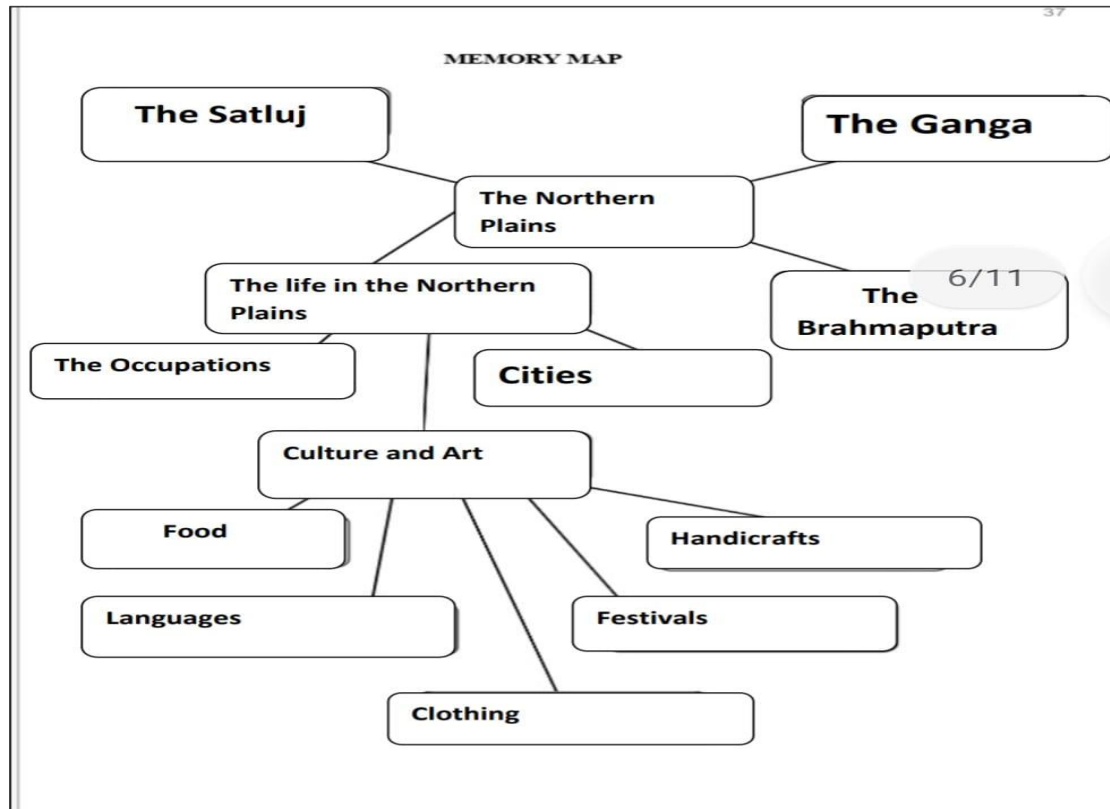 37
MEMORY MAP
The Satluj
The Ganga
The Northern
Plains
The life in the Northern
Plains
6/11
The
Brahmaputra
The Occupations
Cities
Culture and Art
Food
Handicrafts
Languages
Festivals
Clothing